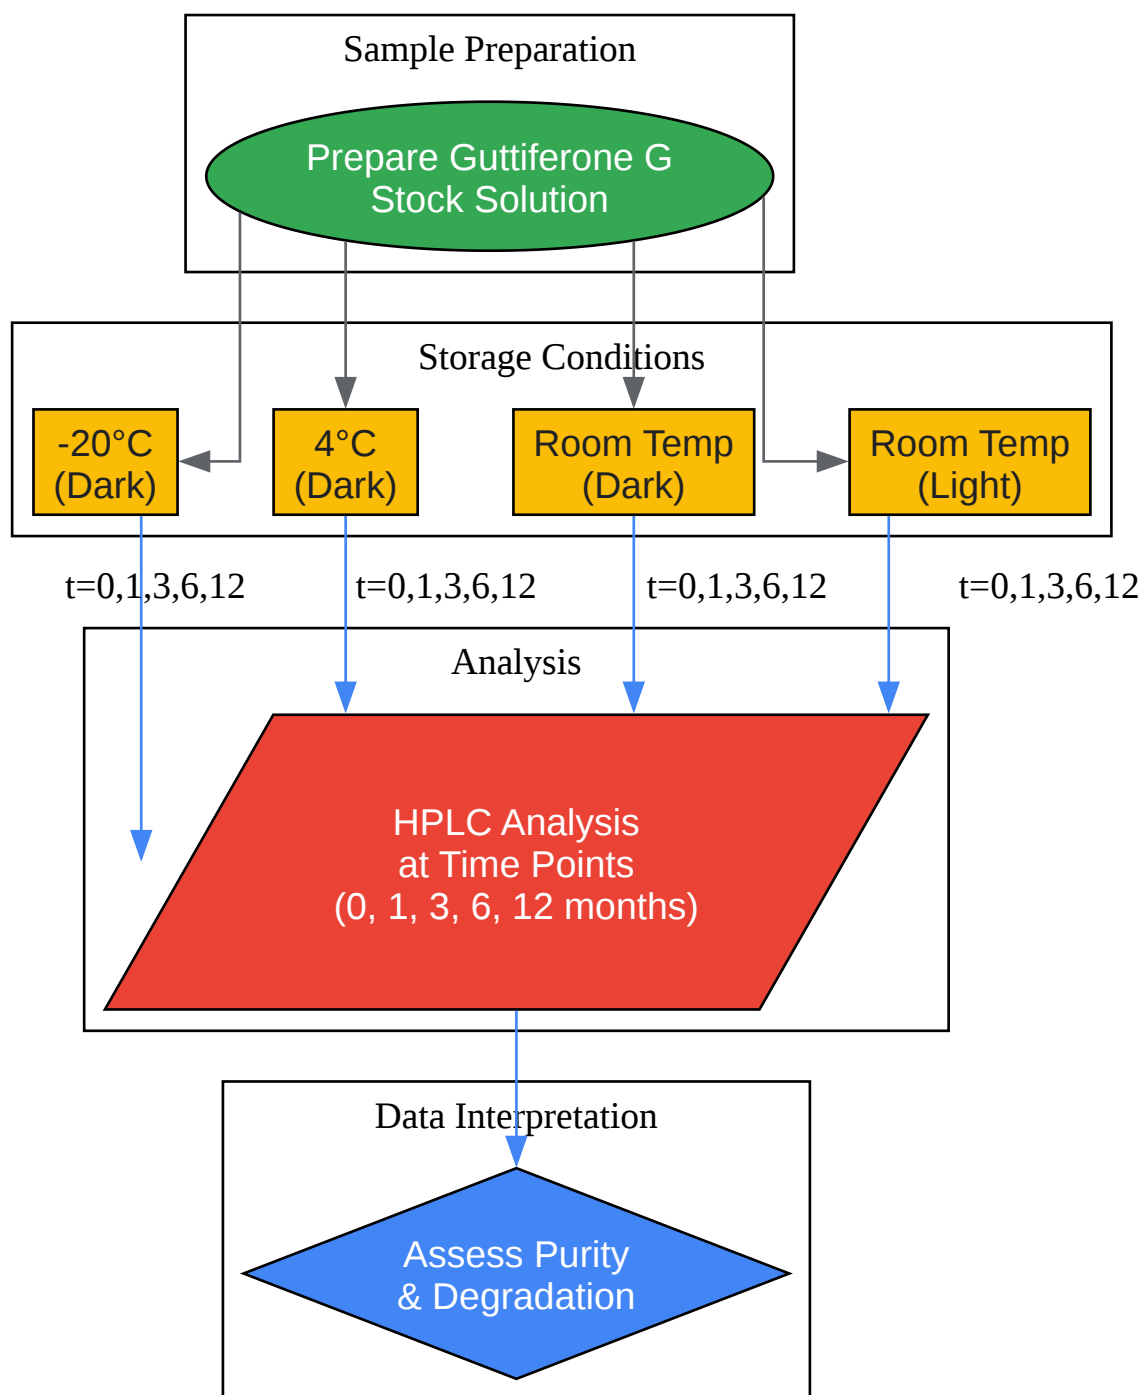 Sample Preparation
Prepare Guttiferone G
Stock Solution
Storage Conditions
-20°C
(Dark)
4°C
(Dark)
Room Temp
(Dark)
Room Temp
(Light)
t=0,1,3,6,12
t=0,1,3,6,12
t=0,1,3,6,12
t=0,1,3,6,12
Analysis
HPLC Analysis
at Time Points
(0, 1, 3, 6, 12 months)
Data Interpretation
Assess Purity
& Degradation